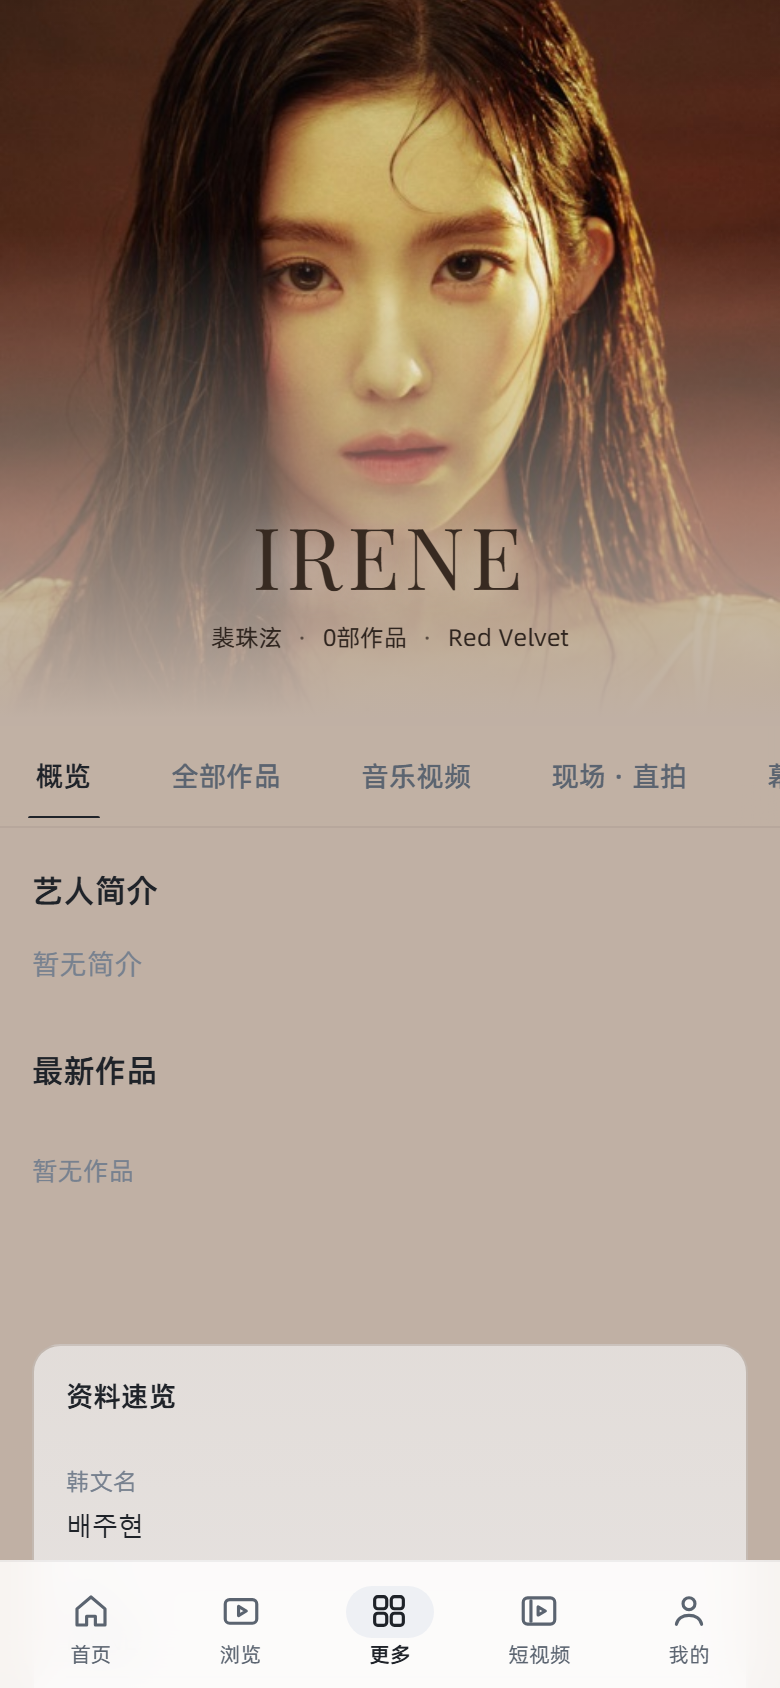 IRENE
裴珠泫 · 0部作品 · Red Velvet
概览 全部作品 音乐视频 现场 · 直拍
艺人简介
暂无简介
最新作品
暂无作品
资料速览
韩文名
배주현
首页 浏览 更多 短视频 我的